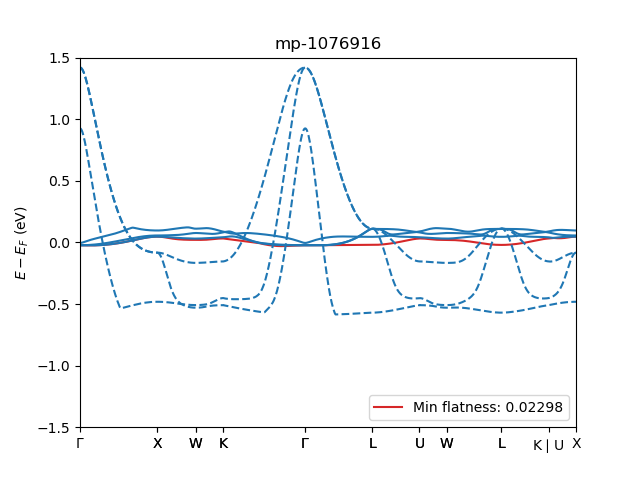 mp-1076916
E − E_F (eV)
1.5
1.0
0.5
0.0
−0.5
−1.0
−1.5
Min flatness: 0.02298
Γ X W K Γ L U W L K | U X